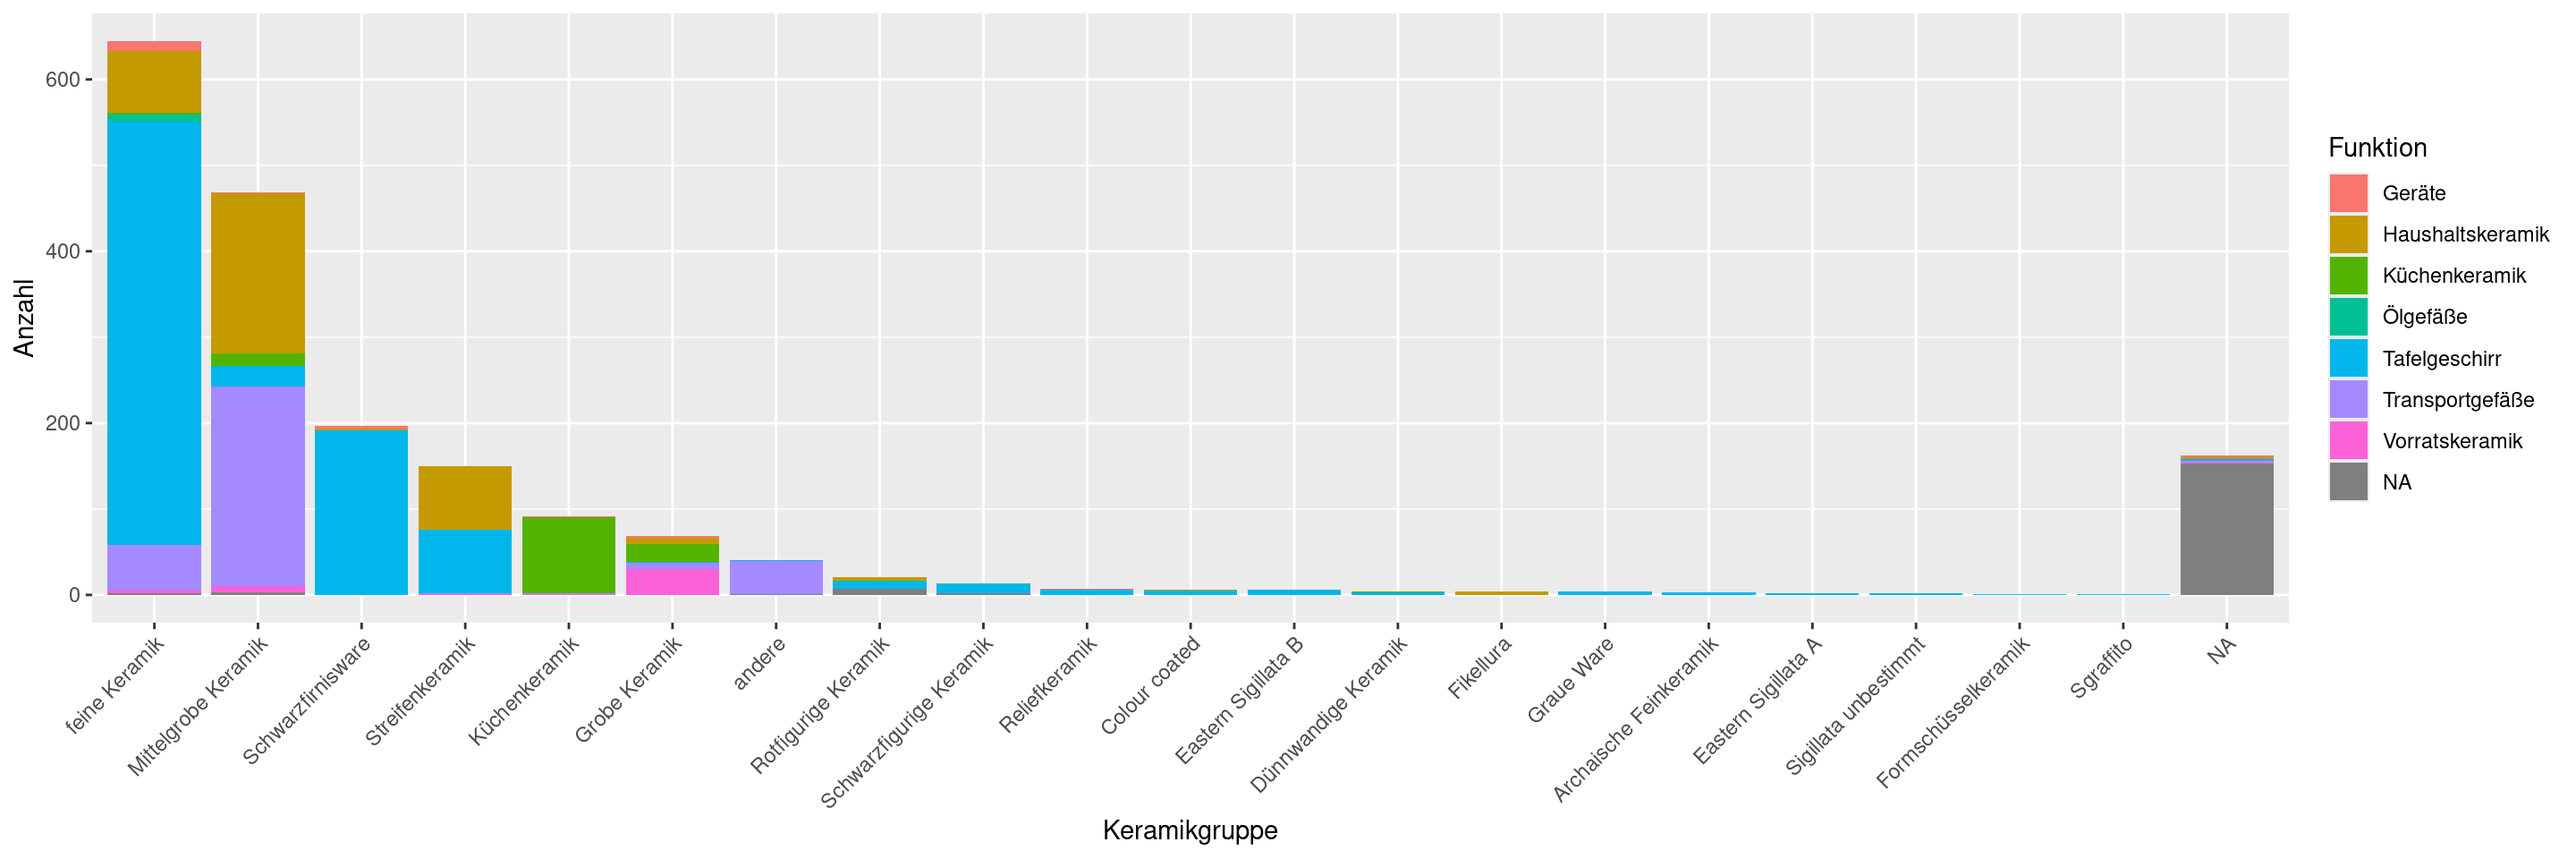 600
400
200
0
Anzahl
feine Keramik
Mittelgrobe Keramik
Schwarzfirnisware
Streifenkeramik
Küchenkeramik
Grobe Keramik
andere
Rotfigurige Keramik
Schwarzfigurige Keramik
Reliefkeramik
Colour coated
Eastern Sigillata B
Dünnwandige Keramik
Fikellura
Graue Ware
Archaische Feinkeramik
Eastern Sigillata A
Sigillata unbestimmt
Formschüsselkeramik
Sgraffito
NA
Keramikgruppe
Funktion
Geräte
Haushaltskeramik
Küchenkeramik
Ölgefäße
Tafelgeschirr
Transportgefäße
Vorratskeramik
NA